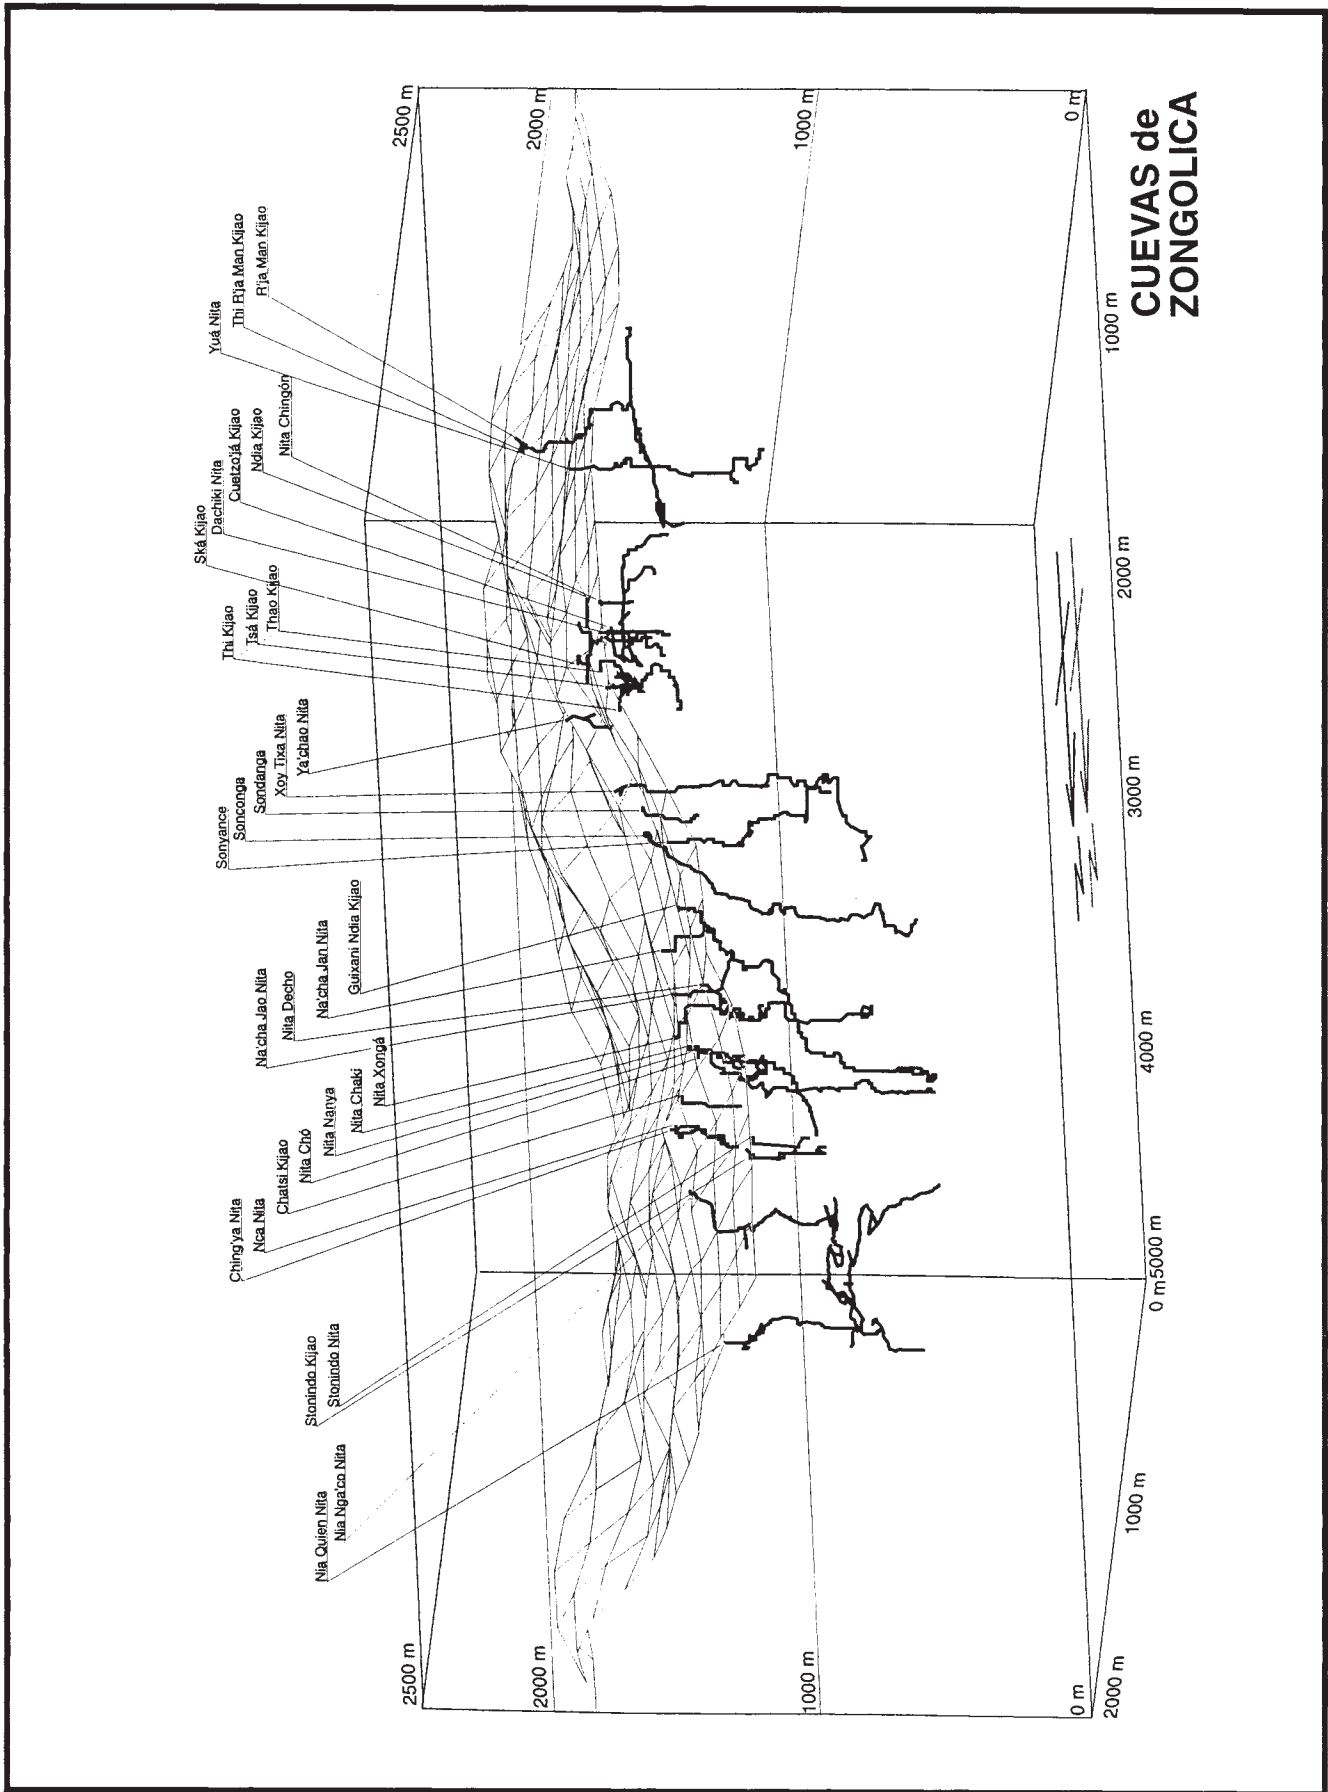 CUEVAS de
ZONGOLICA
Nia Quien Nita
Nia Nga'co Nita
Stonindo Kijao
Stonindo Nita
Ching'ya Nita
Nca Nita
Chatsi Kijao
Nita Chó
Nita Nanya
Nita Chaki
Nita Xongá
Na'cha Jao Nita
Nita Decho
Na'cha Jan Nita
Guixani Ndia Kijao
Sonyance
Sonconga
Sondanga
Xoy Tixa Nita
Ya'chao Nita
Thi Kijao
Tsá Kijao
Thao Kijao
Ská Kijao
Dachiki Nita
Cuetzo'já Kijao
Ndia Kijao
Nita Chingón
Yuá Nita
Thi R'ja Man Kijao
R'ja Man Kijao
2500 m
2000 m
1000 m
0 m
2500 m
2000 m
1000 m
0 m
2000 m
1000 m
0 m
5000 m
4000 m
3000 m
2000 m
1000 m